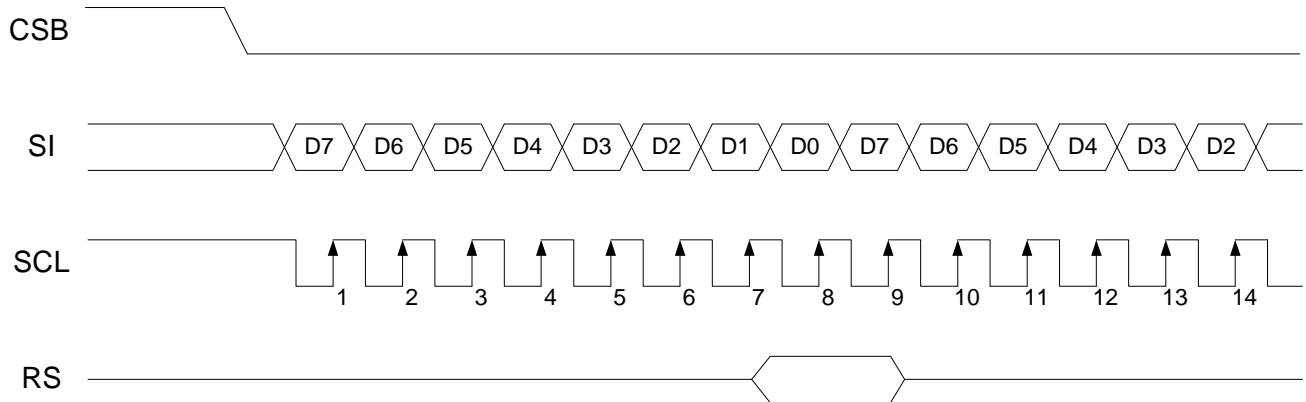 CSB
SI D7 D6 D5 D4 D3 D2 D1 D0 D7 D6 D5 D4 D3 D2
SCL
1 2 3 4 5 6 7 8 9 10 11 12 13 14
RS